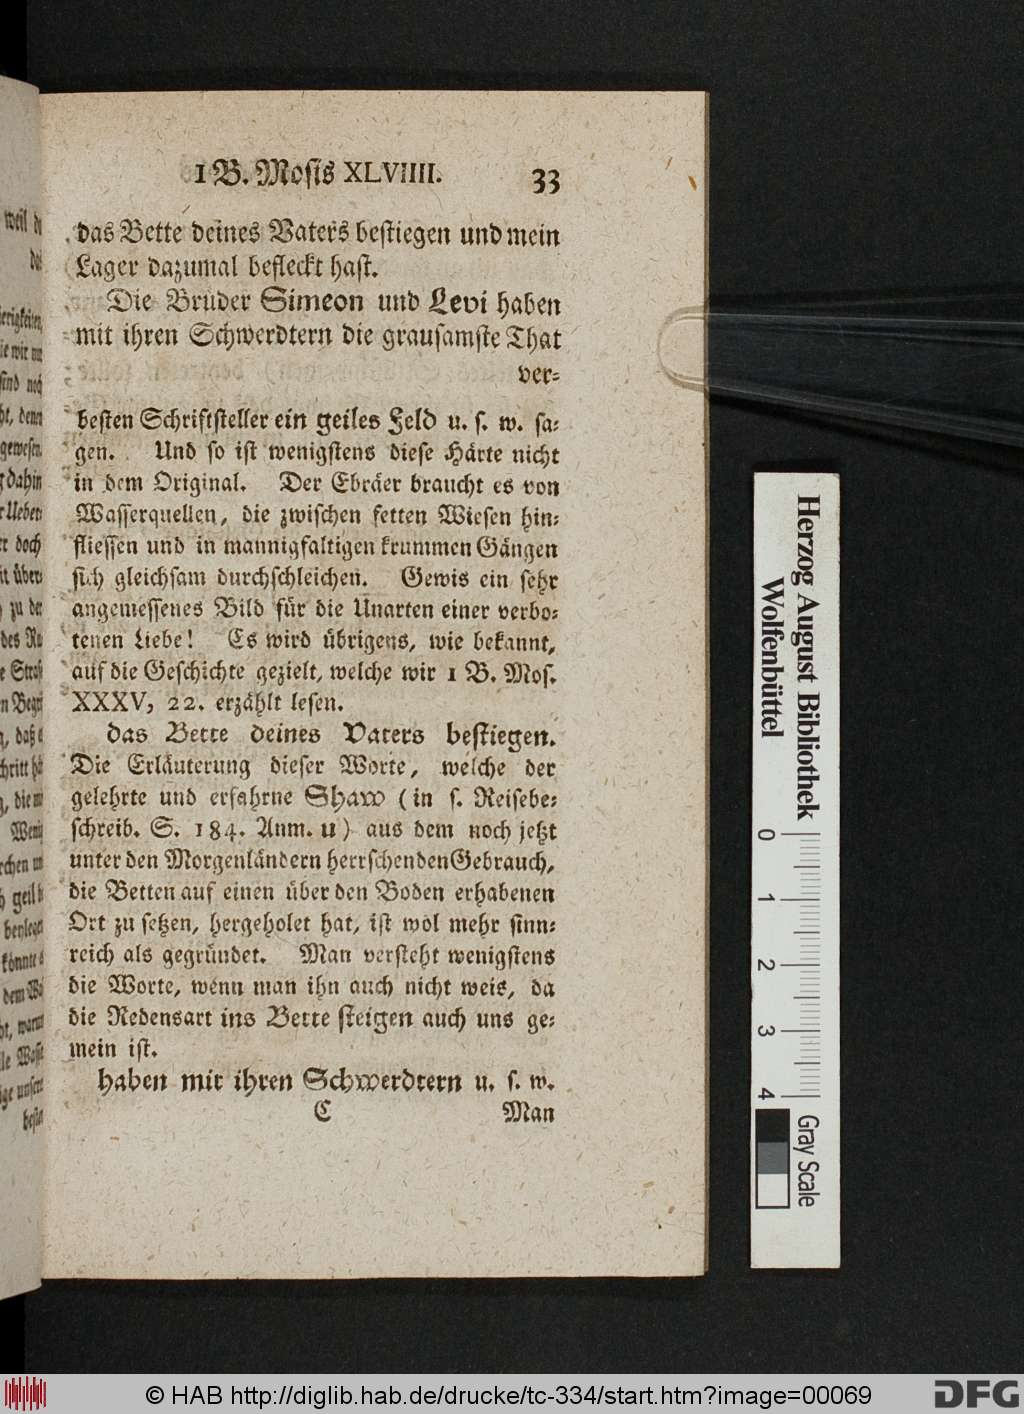 1 B. Mosis XLVIIII. 33
das Bette deines Vaters bestiegen und mein
Lager dazumal befleckt hast.
Die Brüder Simeon und Levi haben
mit ihren Schwerdtern die grausamste That
ver-
besten Schriftsteller ein geiles Feld u. s. w. sa-
gen. Und so ist wenigstens diese Härte nicht
in dem Original. Der Ebräer braucht es von
Wasserquellen, die zwischen fetten Wiesen hin-
fliessen und in mannigfaltigen krummen Gängen
sich gleichsam durchschleichen. Gewis ein sehr
angemessenes Bild für die Unarten einer verbo-
tenen Liebe! Es wird übrigens, wie bekannt,
auf die Geschichte gezielt, welche wir 1 B. Mos.
XXXV, 22. erzählt lesen.
das Bette deines Vaters bestiegen.
Die Erläuterung dieser Worte, welche der
gelehrte und erfahrne Shaw (in s. Reisebe-
schreib. S. 184. Anm. 11) aus dem noch jetzt
unter den Morgenländern herrschenden Gebrauch,
die Betten auf einen über den Boden erhabenen
Ort zu setzen, hergeholet hat, ist wol mehr sinn-
reich als gegründet. Man versteht wenigstens
die Worte, wenn man ihn auch nicht weis, da
die Redensart ins Bette steigen auch uns ge-
mein ist.
haben mit ihren Schwerdtern u. s. w.
C Man
Herzog August Bibliothek
Wolfenbüttel
0 1 2 3 4
Gray Scale
© HAB http://diglib.hab.de/drucke/tc-334/start.htm?image=00069
DFG